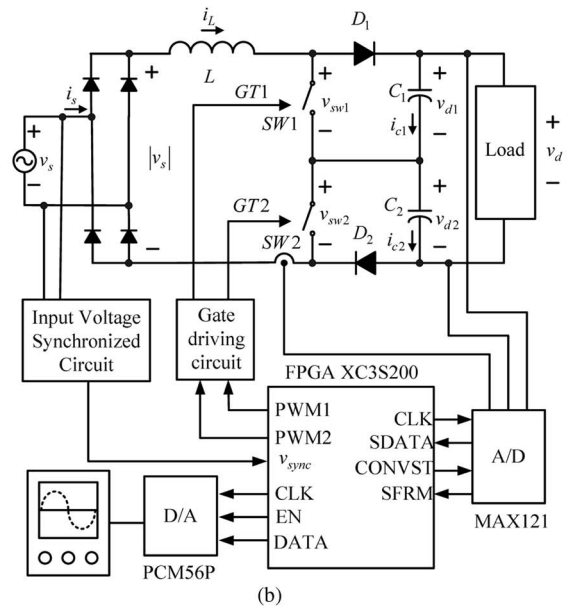 i_L
D_1
L
i_s
+
+
+
C_1
+
GT1
v_sw1
v_d1
SW1
i_c1
+
v_s
|v_s|
Load
+
v_d
−
−
−
−
+
+
GT2
v_sw2
C_2
v_d2
SW2
D_2
i_c2
−
−
−
Input Voltage
Synchronized
Circuit
Gate
driving
circuit
FPGA XC3S200
PWM1
PWM2
v_sync
CLK
EN
DATA
CLK
SDATA
CONVST
SFRM
A/D
MAX121
D/A
PCM56P
(b)